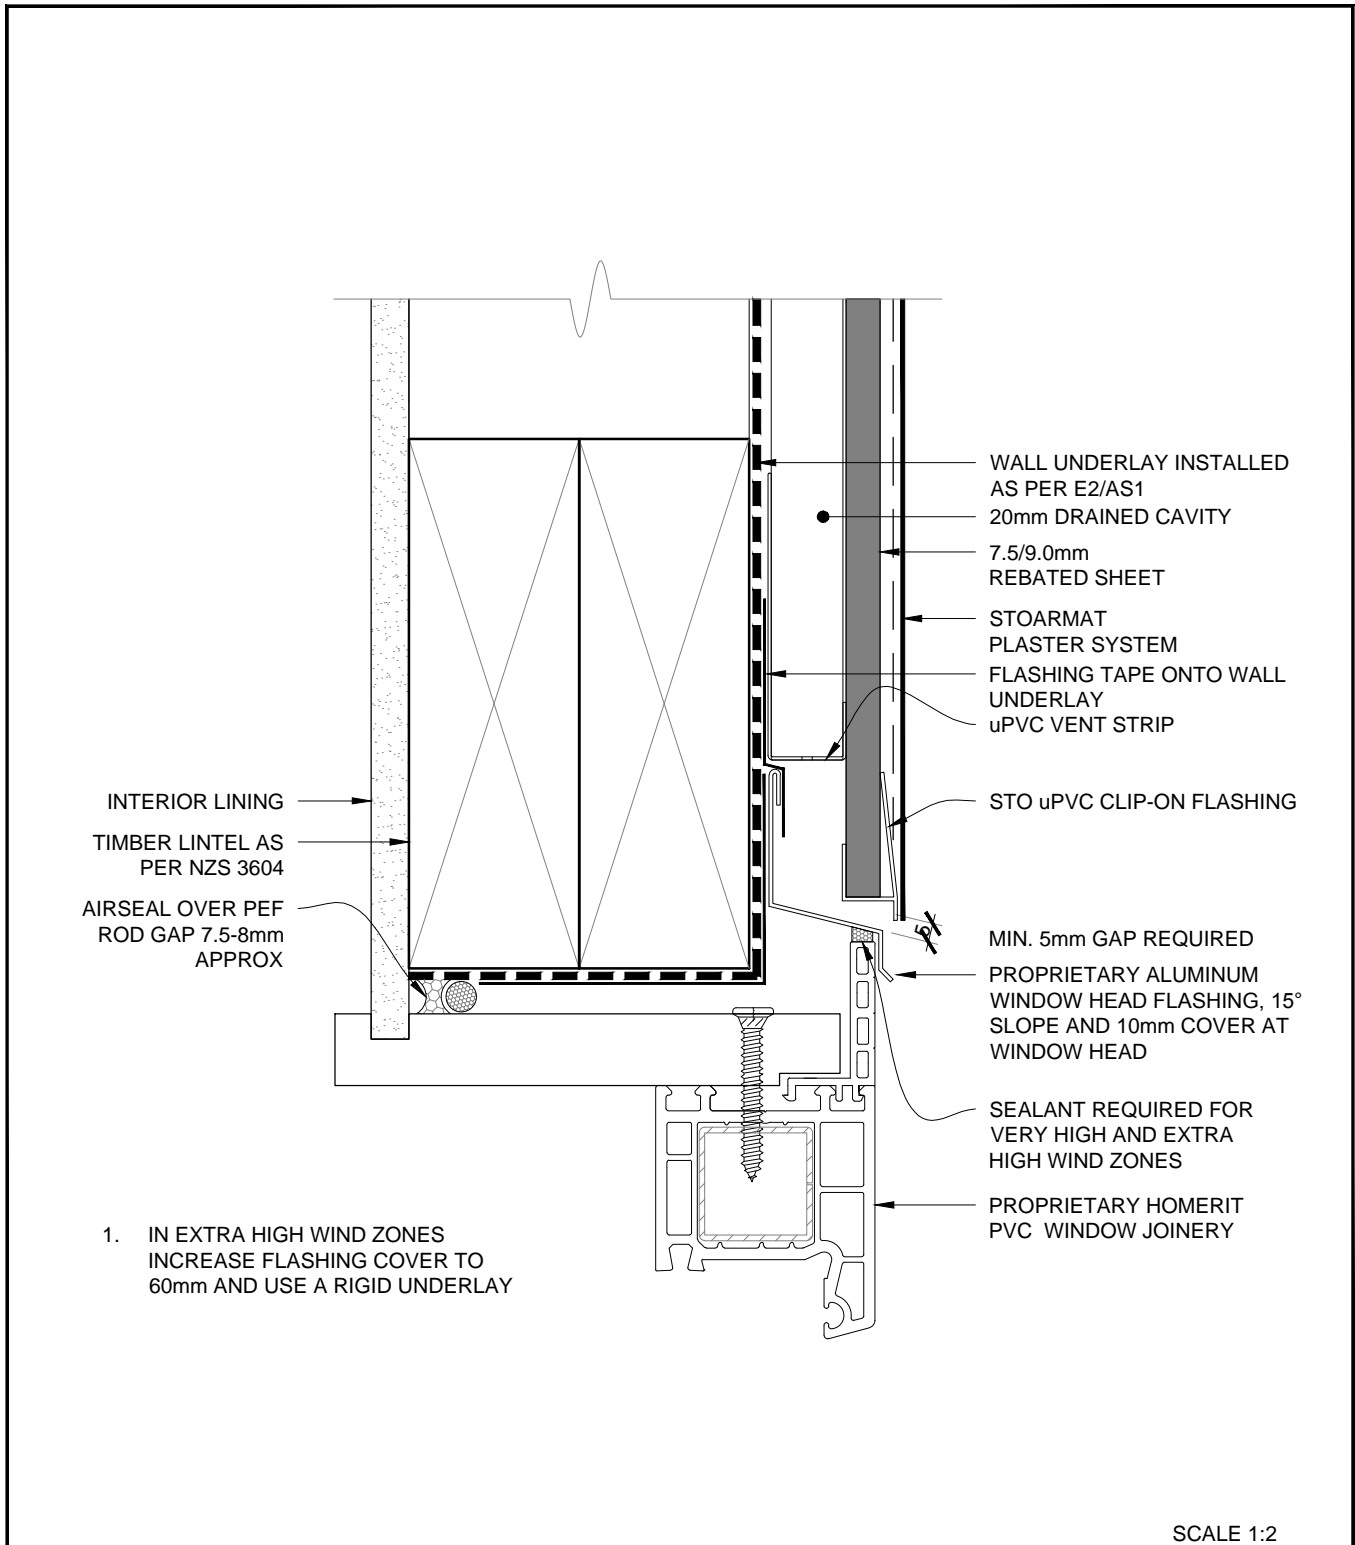 WALL UNDERLAY INSTALLED
AS PER E2/AS1
20mm DRAINED CAVITY
7.5/9.0mm
REBATED SHEET
STOARMAT
PLASTER SYSTEM
FLASHING TAPE ONTO WALL
UNDERLAY
uPVC VENT STRIP
STO uPVC CLIP-ON FLASHING
5
MIN. 5mm GAP REQUIRED
PROPRIETARY ALUMINUM
WINDOW HEAD FLASHING, 15°
SLOPE AND 10mm COVER AT
WINDOW HEAD
SEALANT REQUIRED FOR
VERY HIGH AND EXTRA
HIGH WIND ZONES
PROPRIETARY HOMERIT
PVC WINDOW JOINERY
INTERIOR LINING
TIMBER LINTEL AS
PER NZS 3604
AIRSEAL OVER PEF
ROD GAP 7.5-8mm
APPROX
1. IN EXTRA HIGH WIND ZONES
INCREASE FLASHING COVER TO
60mm AND USE A RIGID UNDERLAY
SCALE 1:2